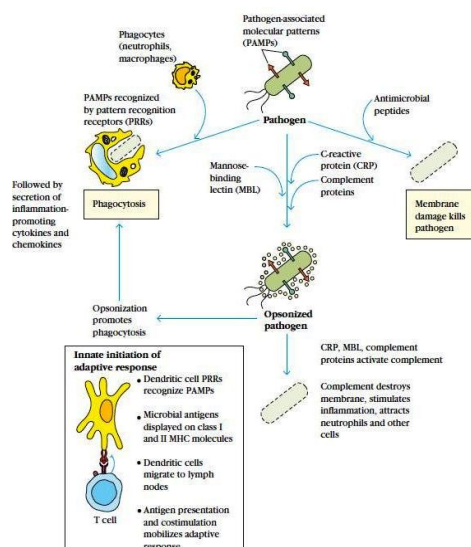 Phagocytes
(neutrophils,
macrophages)
Pathogen-associated
molecular patterns
(PAMPs)
PAMPs recognized
by pattern recognition
receptors (PRRs)
Pathogen
Antimicrobial
peptides
Mannose-
binding
lectin (MBL)
C-reactive
protein (CRP)
Complement
proteins
Followed by
secretion of
inflammation-
promoting
cytokines and
chemokines
Phagocytosis
Membrane
damage kills
pathogen
Opsonization
promotes
phagocytosis
Opsonized
pathogen
CRP, MBL, complement
proteins activate complement
Complement destroys
membrane, stimulates
inflammation, attracts
neutrophils and other
cells
Innate initiation of
adaptive response
• Dendritic cell PRRs
recognize PAMPs
• Microbial antigens
displayed on class I
and II MHC molecules
• Dendritic cells
migrate to lymph
nodes
• Antigen presentation
and costimulation
mobilizes adaptive
response
T cell